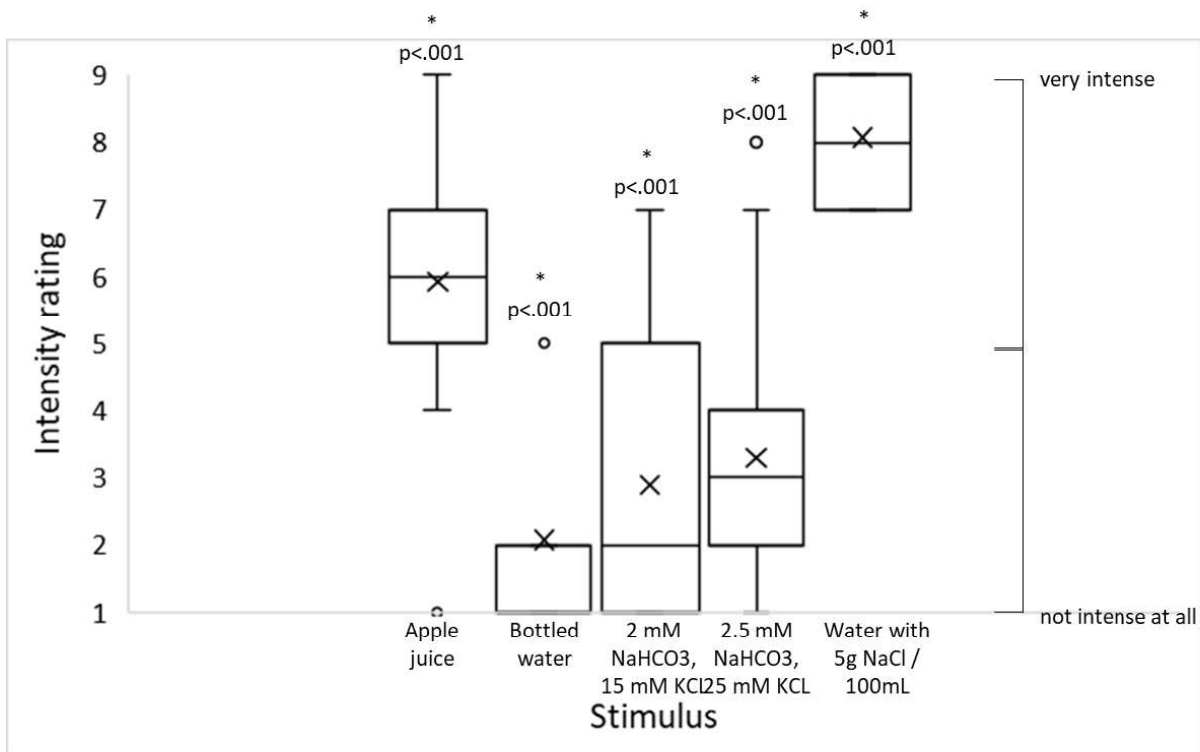 *
p<.001
*
p<.001
*
p<.001
*
p<.001
*
p<.001
9
8
7
6
5
4
3
2
1
Intensity rating
very intense
not intense at all
Apple
juice
Bottled
water
2 mM
NaHCO3,
15 mM KCL
2.5 mM
NaHCO3,
25 mM KCL
Water with
5g NaCl /
100mL
Stimulus